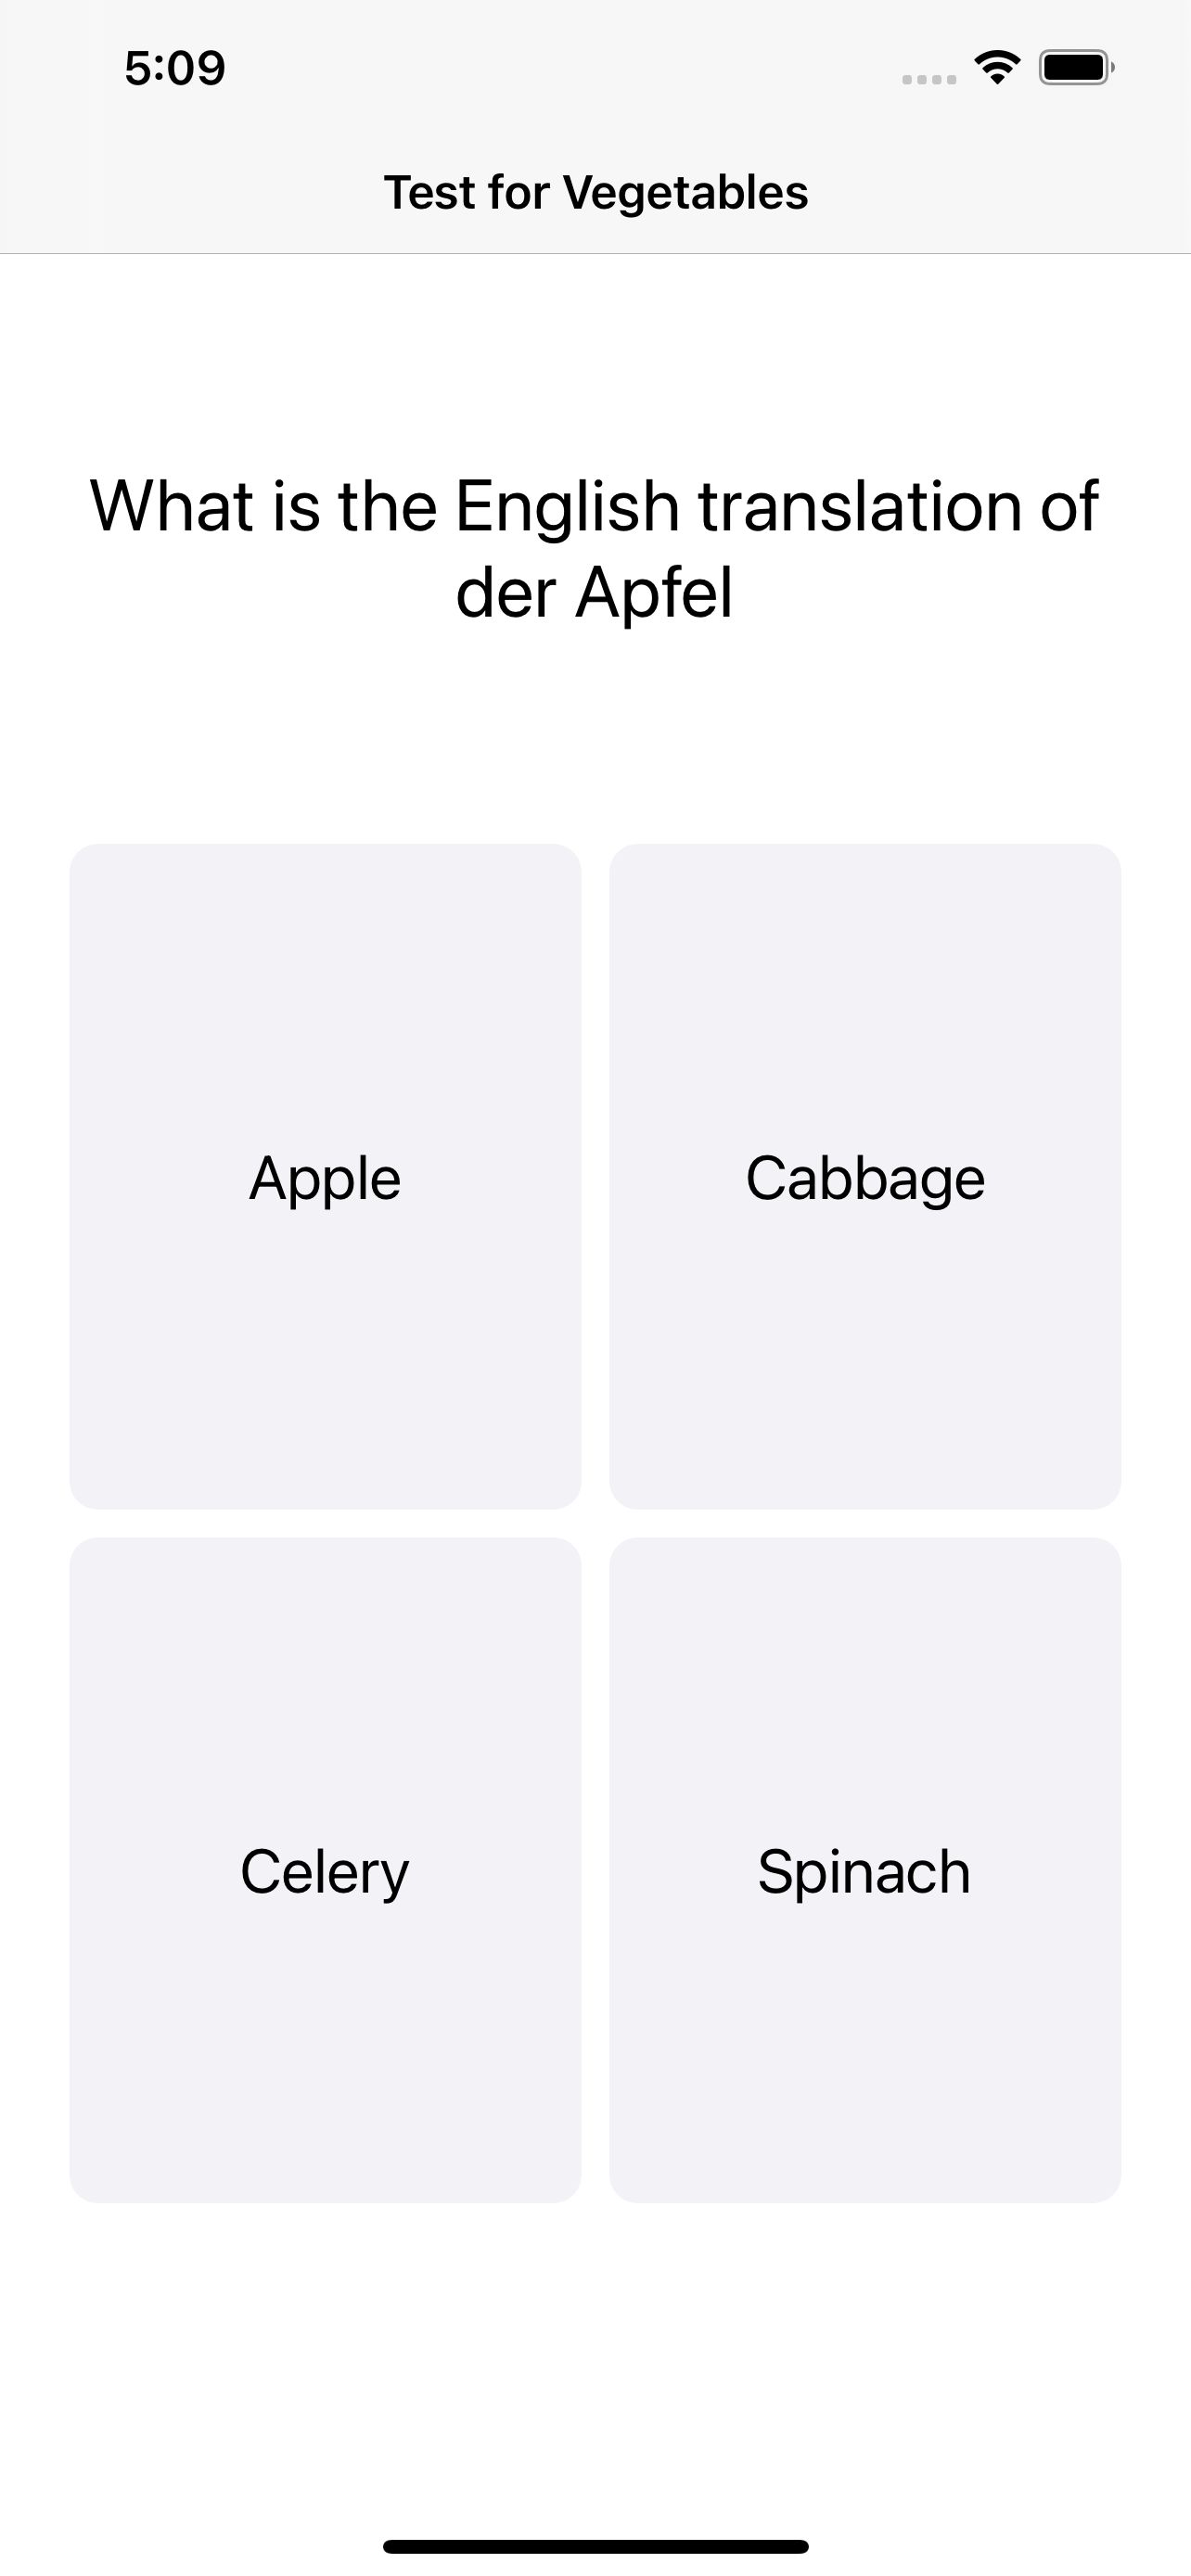 5:09
Test for Vegetables
What is the English translation of
der Apfel
Apple
Cabbage
Celery
Spinach